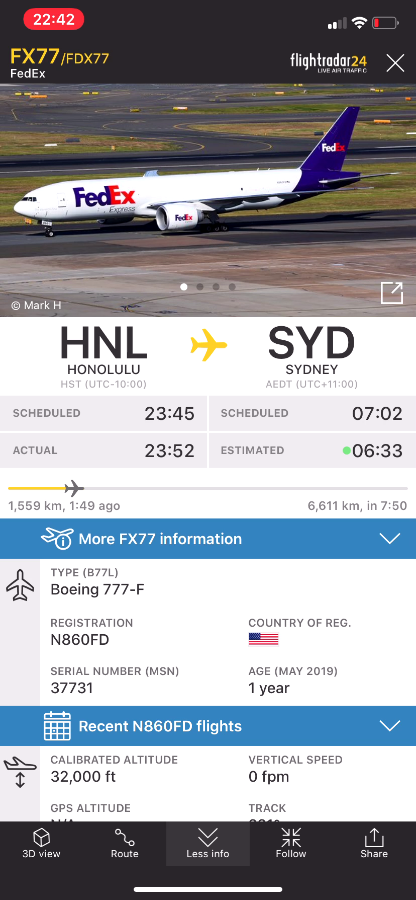 22:42
FX77/FDX77
FedEx
flightradar24
LIVE AIR TRAFFIC
FedEx
FedEx
Express
FedEx
© Mark H
HNL SYD
HONOLULU SYDNEY
HST (UTC-10:00) AEDT (UTC+11:00)
SCHEDULED 23:45 SCHEDULED 07:02
ACTUAL 23:52 ESTIMATED 06:33
1,559 km, 1:49 ago 6,611 km, in 7:50
More FX77 information
TYPE (B77L)
Boeing 777-F
REGISTRATION COUNTRY OF REG.
N860FD
SERIAL NUMBER (MSN) AGE (MAY 2019)
37731 1 year
Recent N860FD flights
CALIBRATED ALTITUDE VERTICAL SPEED
32,000 ft 0 fpm
GPS ALTITUDE TRACK
3D view Route Less info Follow Share